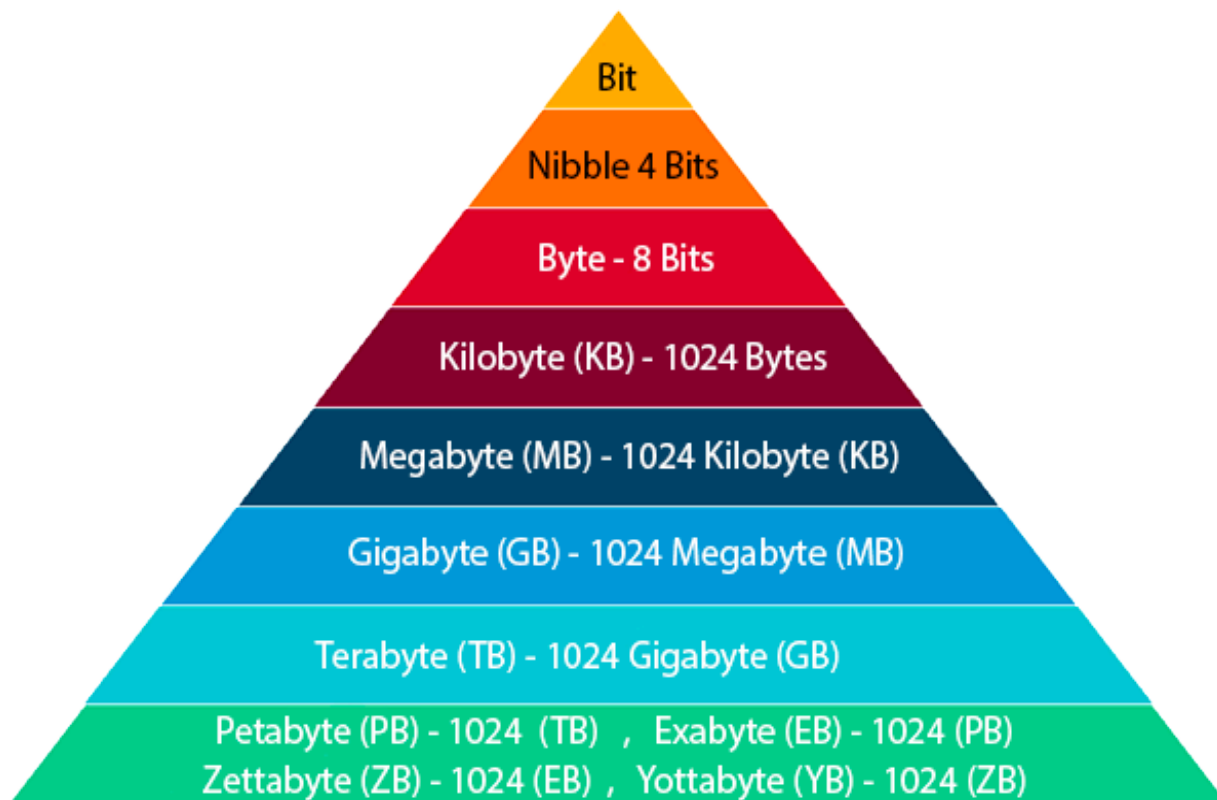 Bit
Nibble 4 Bits
Byte - 8 Bits
Kilobyte (KB) - 1024 Bytes
Megabyte (MB) - 1024 Kilobyte (KB)
Gigabyte (GB) - 1024 Megabyte (MB)
Terabyte (TB) - 1024 Gigabyte (GB)
Petabyte (PB) - 1024 (TB) , Exabyte (EB) - 1024 (PB)
Zettabyte (ZB) - 1024 (EB) , Yottabyte (YB) - 1024 (ZB)